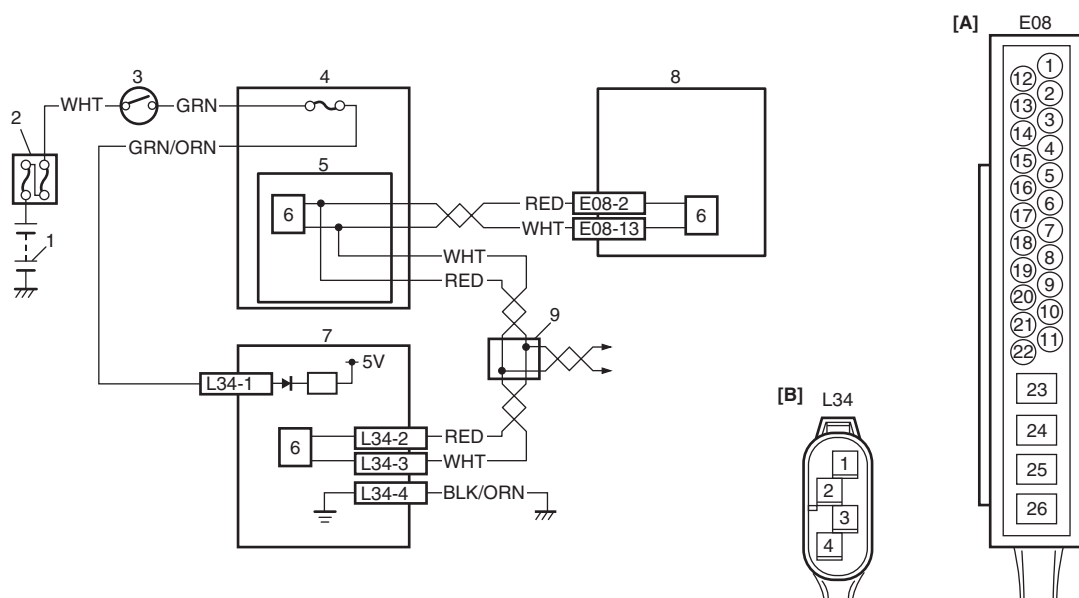 [A] E08
3 4 8
WHT GRN
2
GRN/ORN
5
6 RED E08-2 6
WHT E08-13
1
WHT
RED
7 9
5V
L34-1
6 L34-2 RED
L34-3 WHT
L34-4 BLK/ORN
[B] L34
1
2
3
4
1
12
2
13
3
14
4
15
5
16
6
17
7
18
8
19
9
20
10
21
11
22
23
24
25
26